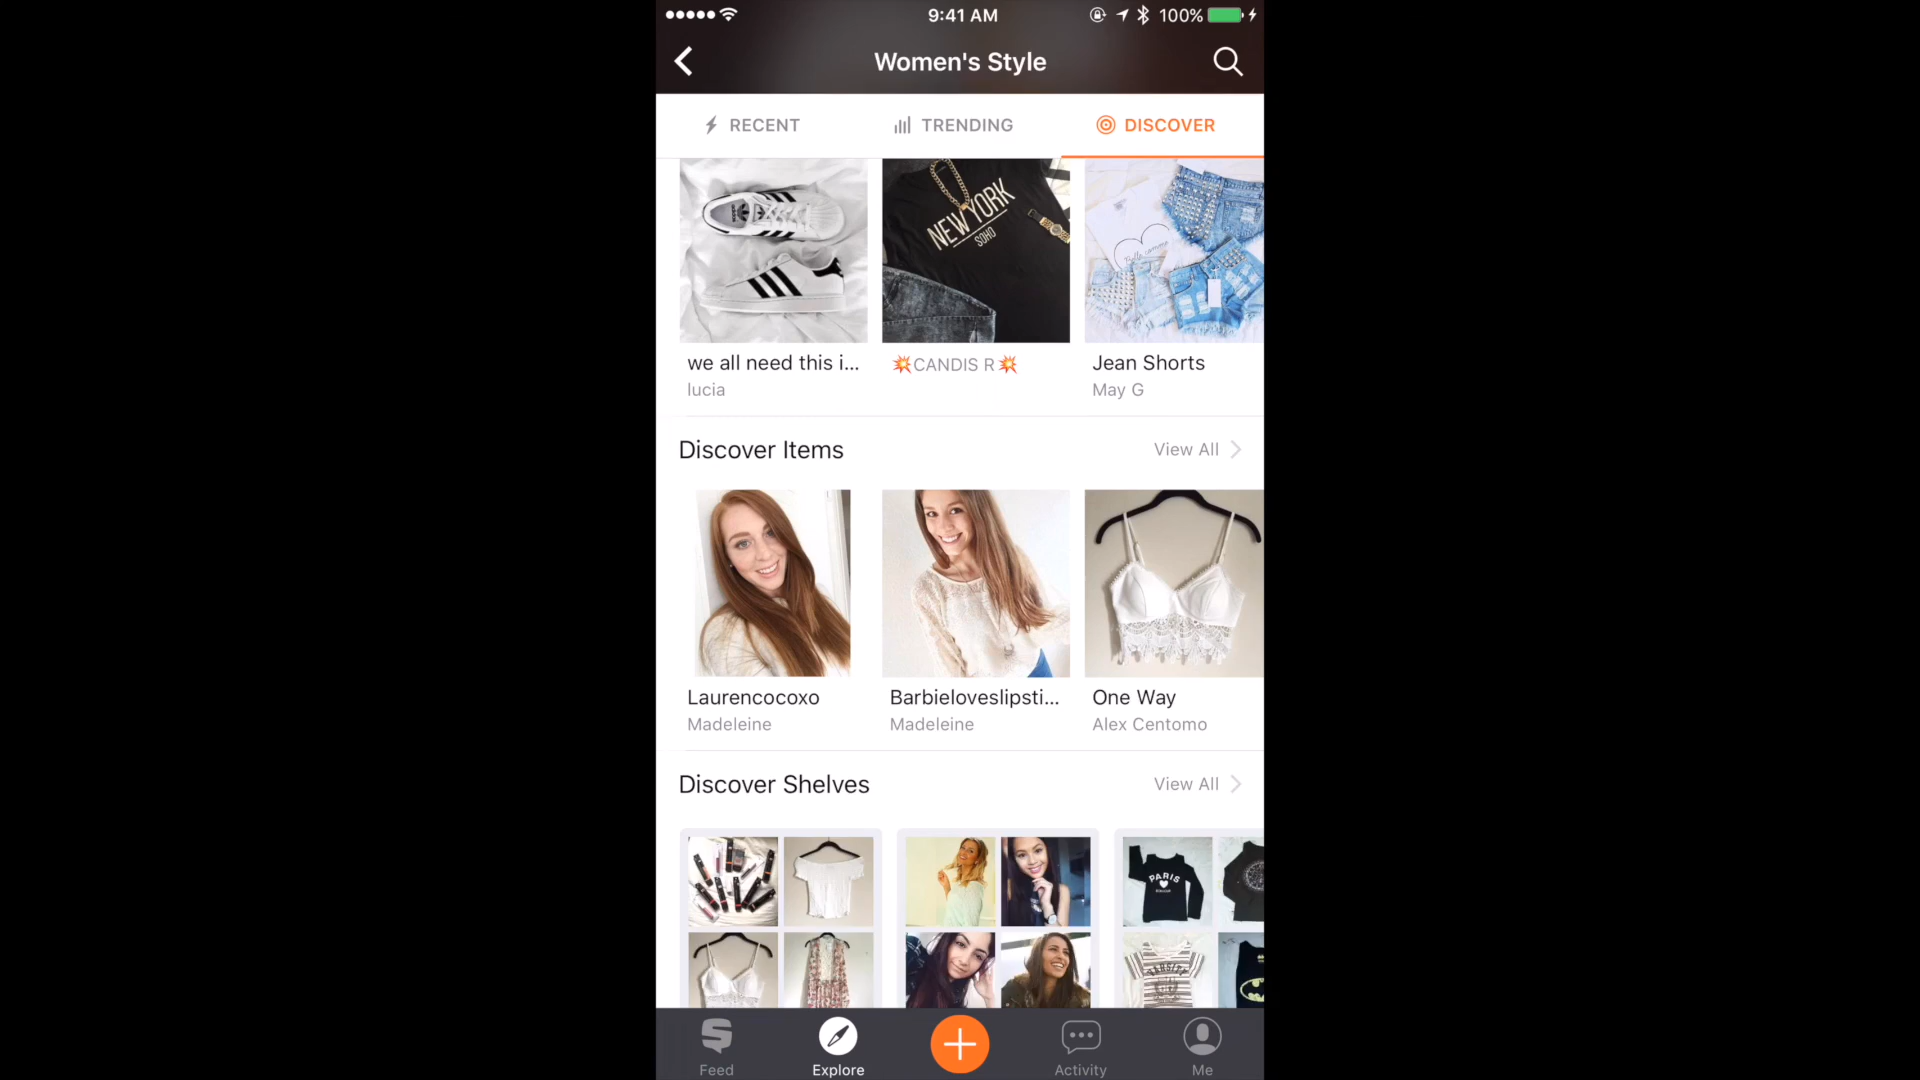 9:41 AM
100%
Women's Style
RECENT
TRENDING
DISCOVER
NEW YORK
SOHO
we all need this i...
lucia
💥CANDIS R💥
Jean Shorts
May G
Discover Items
View All
Laurencocoxo
Madeleine
Barbieloveslipsti...
Madeleine
One Way
Alex Centomo
Discover Shelves
View All
PARIS
VARSITY
Feed
Explore
Activity
Me